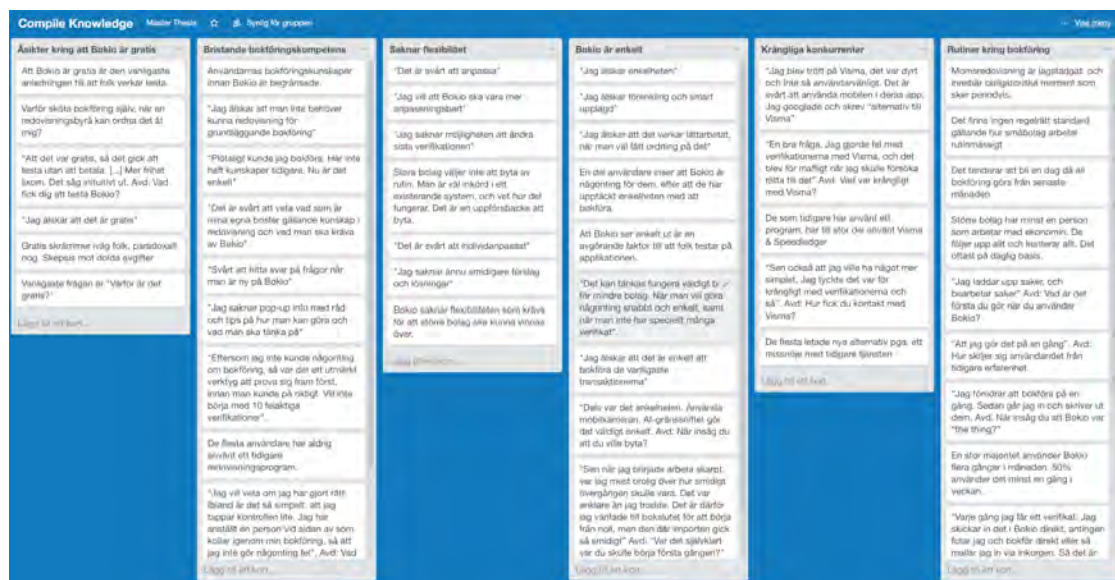 Compile Knowledge Master Thesis Synlig för gruppen
Visa meny
Åsikter kring att Bokio är gratis
Att Bokio är gratis är den vanligaste
anledningen till att folk verkar testa.
Varför sköta bokföring själv, när en
redovisningsbyrå kan ordna det åt
mig?
"Att det var gratis, så det gick att
testa utan att betala. [...] Mer frihet
liksom. Det såg intuitivt ut. Avd: Vad
fick dig att testa Bokio?
"Jag älskar att det är gratis"
Gratis skrämmer iväg folk, paradoxalt
nog. Skepsis mot dolda avgifter
Vanligaste frågan är "Varför är det
gratis?"
Lägg till ett kort...
Bristande bokföringskompetens
Användarnas bokföringskunskaper
innan Bokio är begränsade.
"Jag älskar att man inte behöver
kunna redovisning för
grundläggande bokföring"
"Plötsligt kunde jag bokföra. Har inte
haft kunskaper tidigare. Nu är det
enkelt"
"Det är svårt att veta vad som är
mina egna brister gällande kunskap i
redovisning och vad man ska kräva
av Bokio"
"Svårt att hitta svar på frågor när
man är ny på Bokio"
"Jag saknar pop-up info med råd
och tips på hur man kan göra och
vad man ska tänka på"
"Eftersom jag inte kunde någonting
om bokföring, så var det ett utmärkt
verktyg att prova sig fram först,
innan man kunde på riktigt. Vill inte
börja med 10 felaktiga
verifikationer".
De flesta användare har aldrig
använt ett tidigare
redovisningsprogram.
"Jag vill veta om jag har gjort rätt.
Ibland är det så simpelt, att jag
tappar kontrollen lite. Jag har
anställt en person vid sidan av som
kollar igenom min bokföring, så att
jag inte gör någonting fel". Avd: Vad
Lägg till ett kort...
Saknar flexibilitet
"Det är svårt att anpassa"
"Jag vill att Bokio ska vara mer
anpasseningsbart"
"Jag saknar möjligheten att ändra
sista verifikationen"
Stora bolag väljer inte att byta av
rutin. Man är väl inkörd i ett
existerande system, och vet hur det
fungerar. Det är en uppförsbacke att
byta.
"Det är svårt att individanpassat"
"Jag saknar ännu smidigare förslag
och lösningar"
Bokio saknar flexibiliteten som krävs
för att större bolag ska kunna vinnas
över.
Lägg till ett kort...
Bokio är enkelt
"Jag älskar enkelheten"
"Jag älskar förenkling och smart
upplagd"
"Jag älskar att det verkar lättarbetat,
när man väl fått ordning på det"
En del användare inser att Bokio är
någonting för dem, efter att de har
upptäckt enkelheten med att
bokföra.
Att Bokio ser enkelt ut är en
avgörande faktor till att folk testar på
applikationen.
"Det kan tänkas fungera väldigt bra
för mindre bolag. När man vill göra
någonting snabbt och enkelt, samt
när man inte har speciellt många
verifikat".
"Jag älskar att det är enkelt att
bokföra de vanligaste
transaktionerna"
"Dels var det enkelheten. Använda
mobilkameran. AI-gränssnittet gör
det väldigt enkelt. Avd: När insåg du
att du ville byta?
"Sen när jag började arbeta skarpt,
var jag mest orolig över hur smidigt
övergången skulle vara. Det var
enklare än jag trodde. Det är därför
jag väntade till bokslutet för att börja
från noll, men den där importen gick
så smidigt" Avd: "Var det självklart
var du skulle börja första gången?"
Lägg till ett kort...
Krångliga konkurrenter
"Jag blev trött på Visma, det var dyrt
och inte så användarvänligt. Det är
svårt att använda mobilen i deras app.
Jag googlade och skrev "alternativ till
Visma"
"En bra fråga. Jag gjorde fel med
verifikationerna med Visma, och det
blev för maffigt när jag skulle försöka
rätta till det" Avd: Vad var krångligt
med Visma?
De som tidigare har använt ett
program, har till stor del använt Visma
& Speedledger
"Sen också att jag ville ha något mer
simpelt. Jag tyckte det var för
krångligt med verifikationerna och
så". Avd: Hur fick du kontakt med
Visma?
De flesta letade nya alternativ pga. ett
missnöje med tidigare tjänsten
Lägg till ett kort...
Rutiner kring bokföring
Momsredovisning är lagstadgat, och
innebär obligatoriskt moment som
sker periodvis.
Det finns ingen regelrätt standard
gällande hur småbolag arbetar
rutinmässigt
Det tenderar att bli en dag då all
bokföring görs från senaste
månaden
Större bolag har minst en person
som arbetar med ekonomin. De
följer upp allt och konterar allt. Det
oftast på daglig basis.
"Jag laddar upp saker, och
bearbetar saker" Avd: Vad är det
första du gör när du använder
Bokio?
"Att jag gör det på en gång". Avd:
Hur skiljer sig användandet från
tidigare erfarenhet.
"Jag föredrar att bokföra på en
gång. Sedan går jag in och skriver ut
dem. Avd: När insåg du att Bokio var
"the thing?"
En stor majoritet använder Bokio
flera gånger i månaden. 50%
använder det minst en gång i
veckan.
"Varje gång jag får ett verifikat. Jag
skickar in det i Bokio direkt, antingen
fotar jag och bokför direkt eller så
mailar jag in via inkorgen. Så det är
Lägg till ett kort...